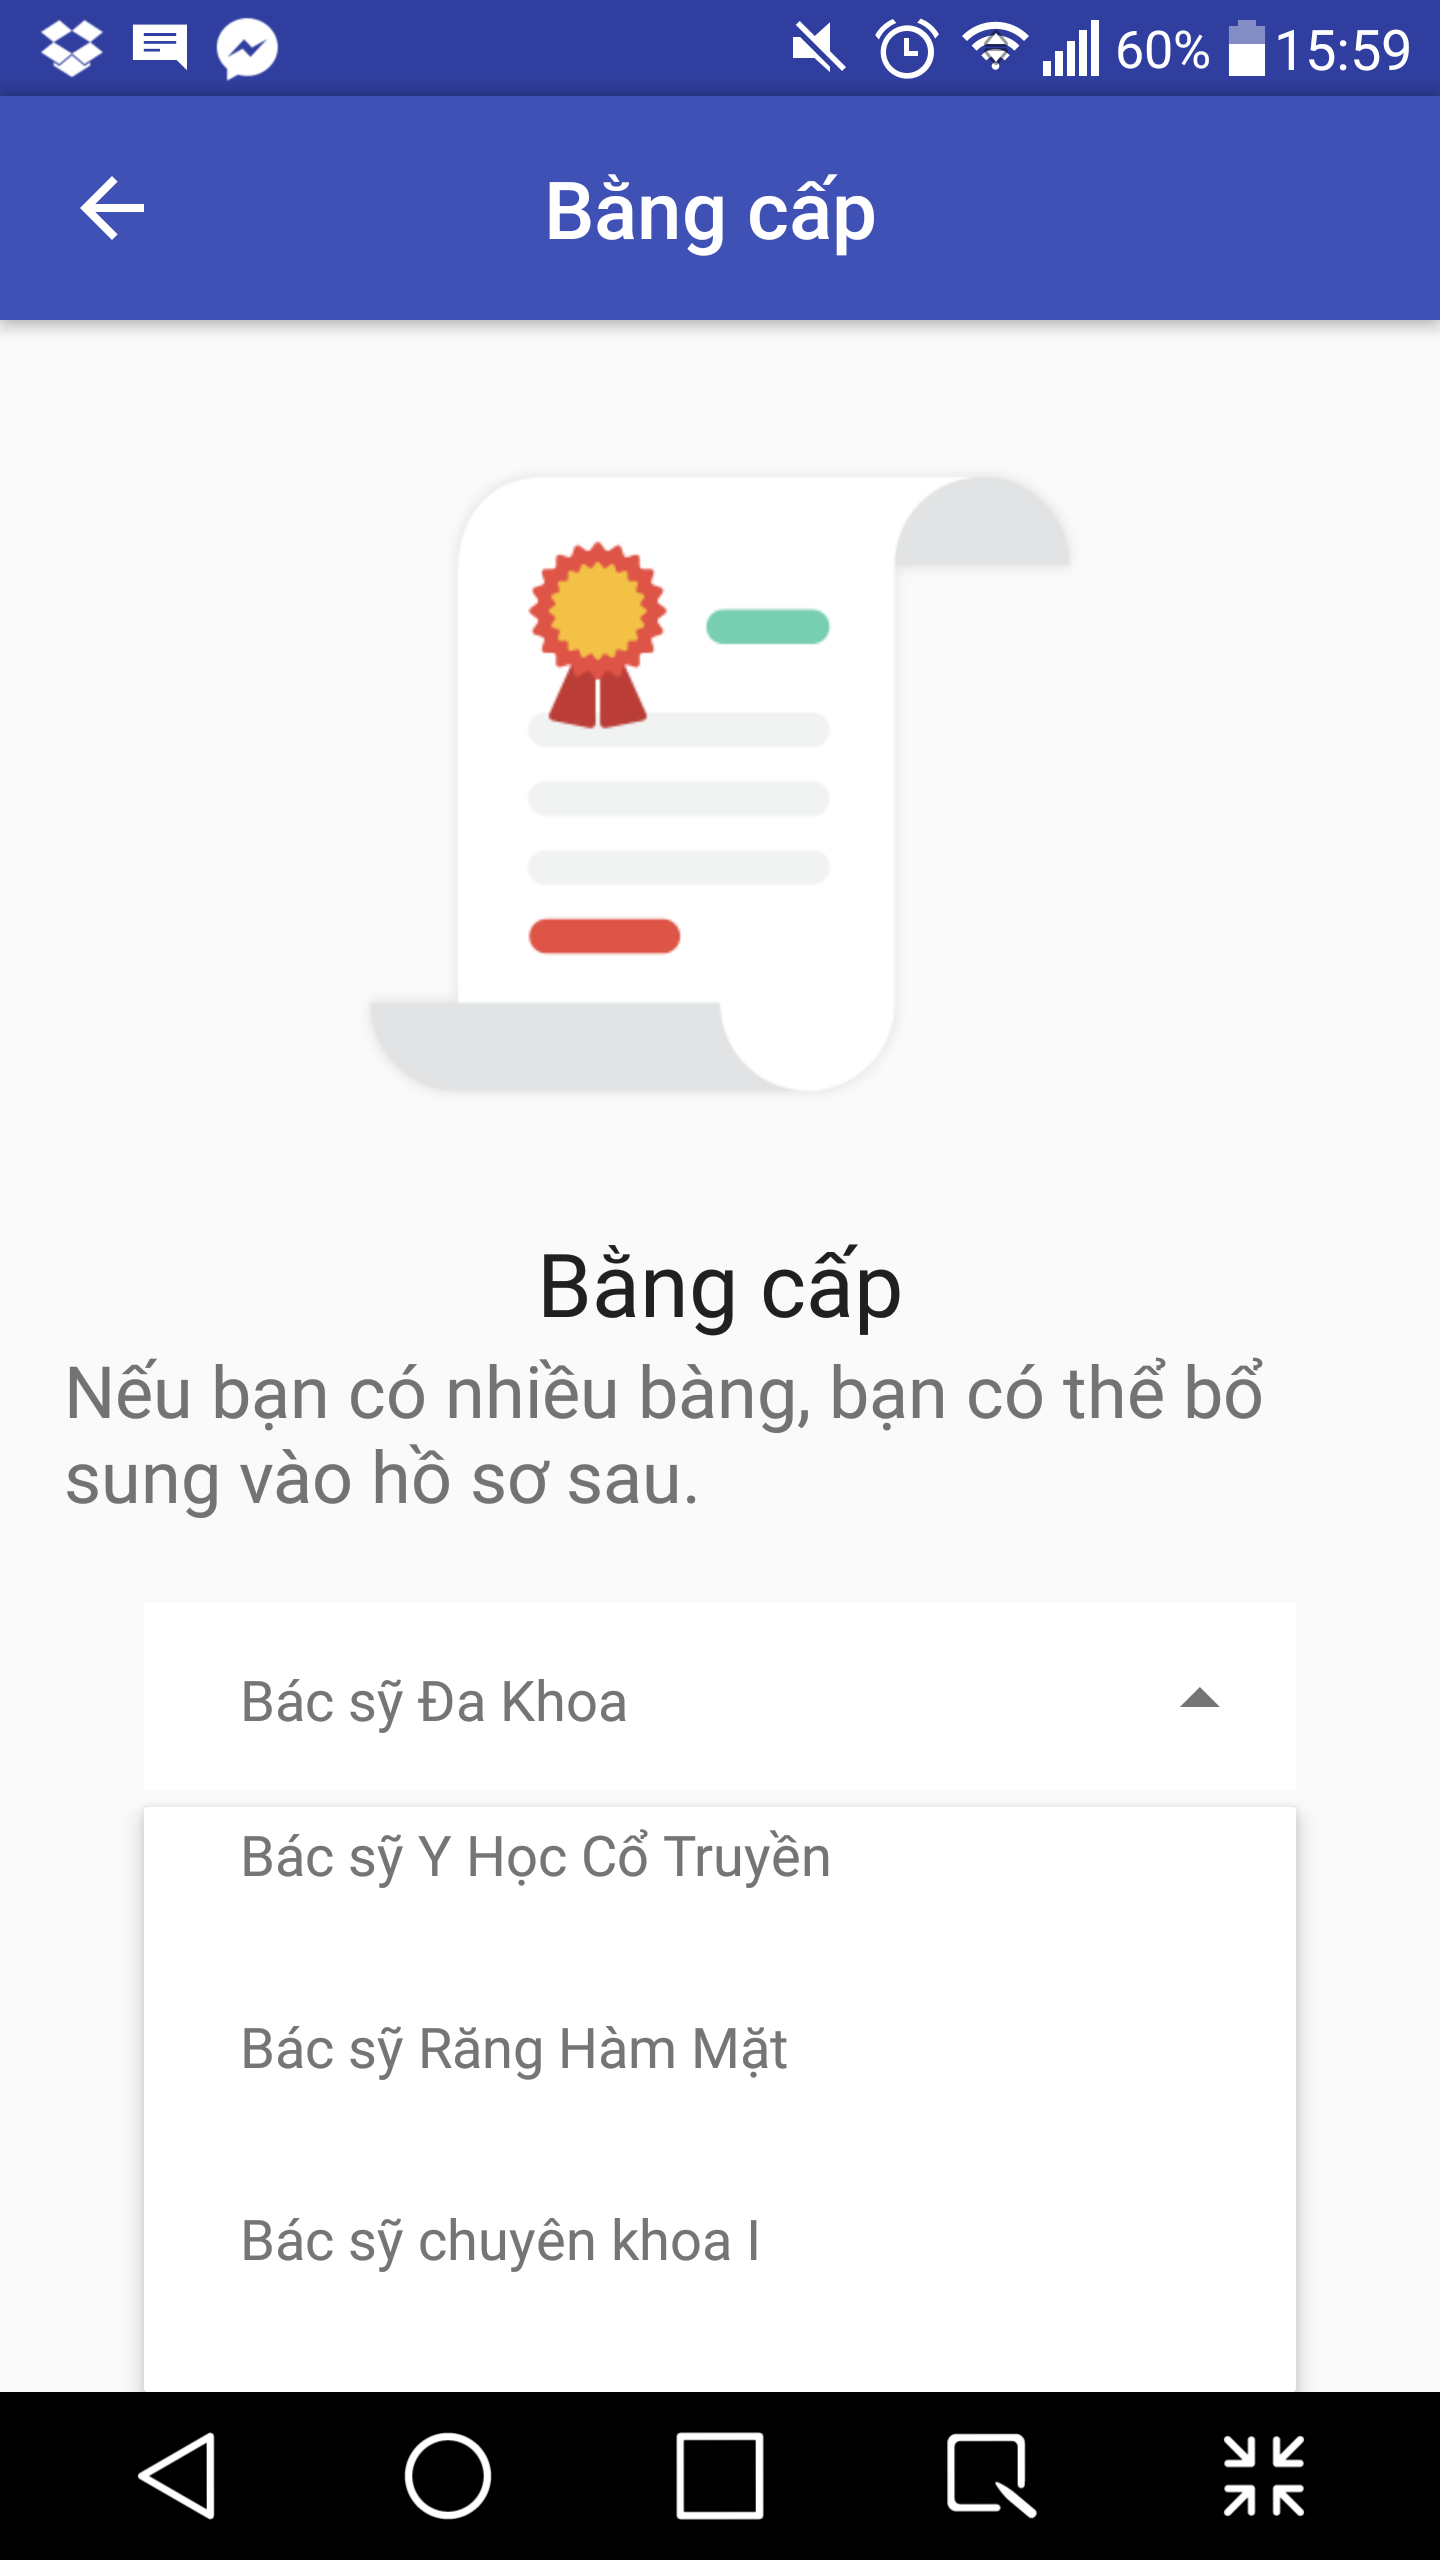 60% 15:59
Bằng cấp
Bằng cấp
Nếu bạn có nhiều bàng, bạn có thể bổ
sung vào hồ sơ sau.
Bác sỹ Đa Khoa
Bác sỹ Y Học Cổ Truyền
Bác sỹ Răng Hàm Mặt
Bác sỹ chuyên khoa I